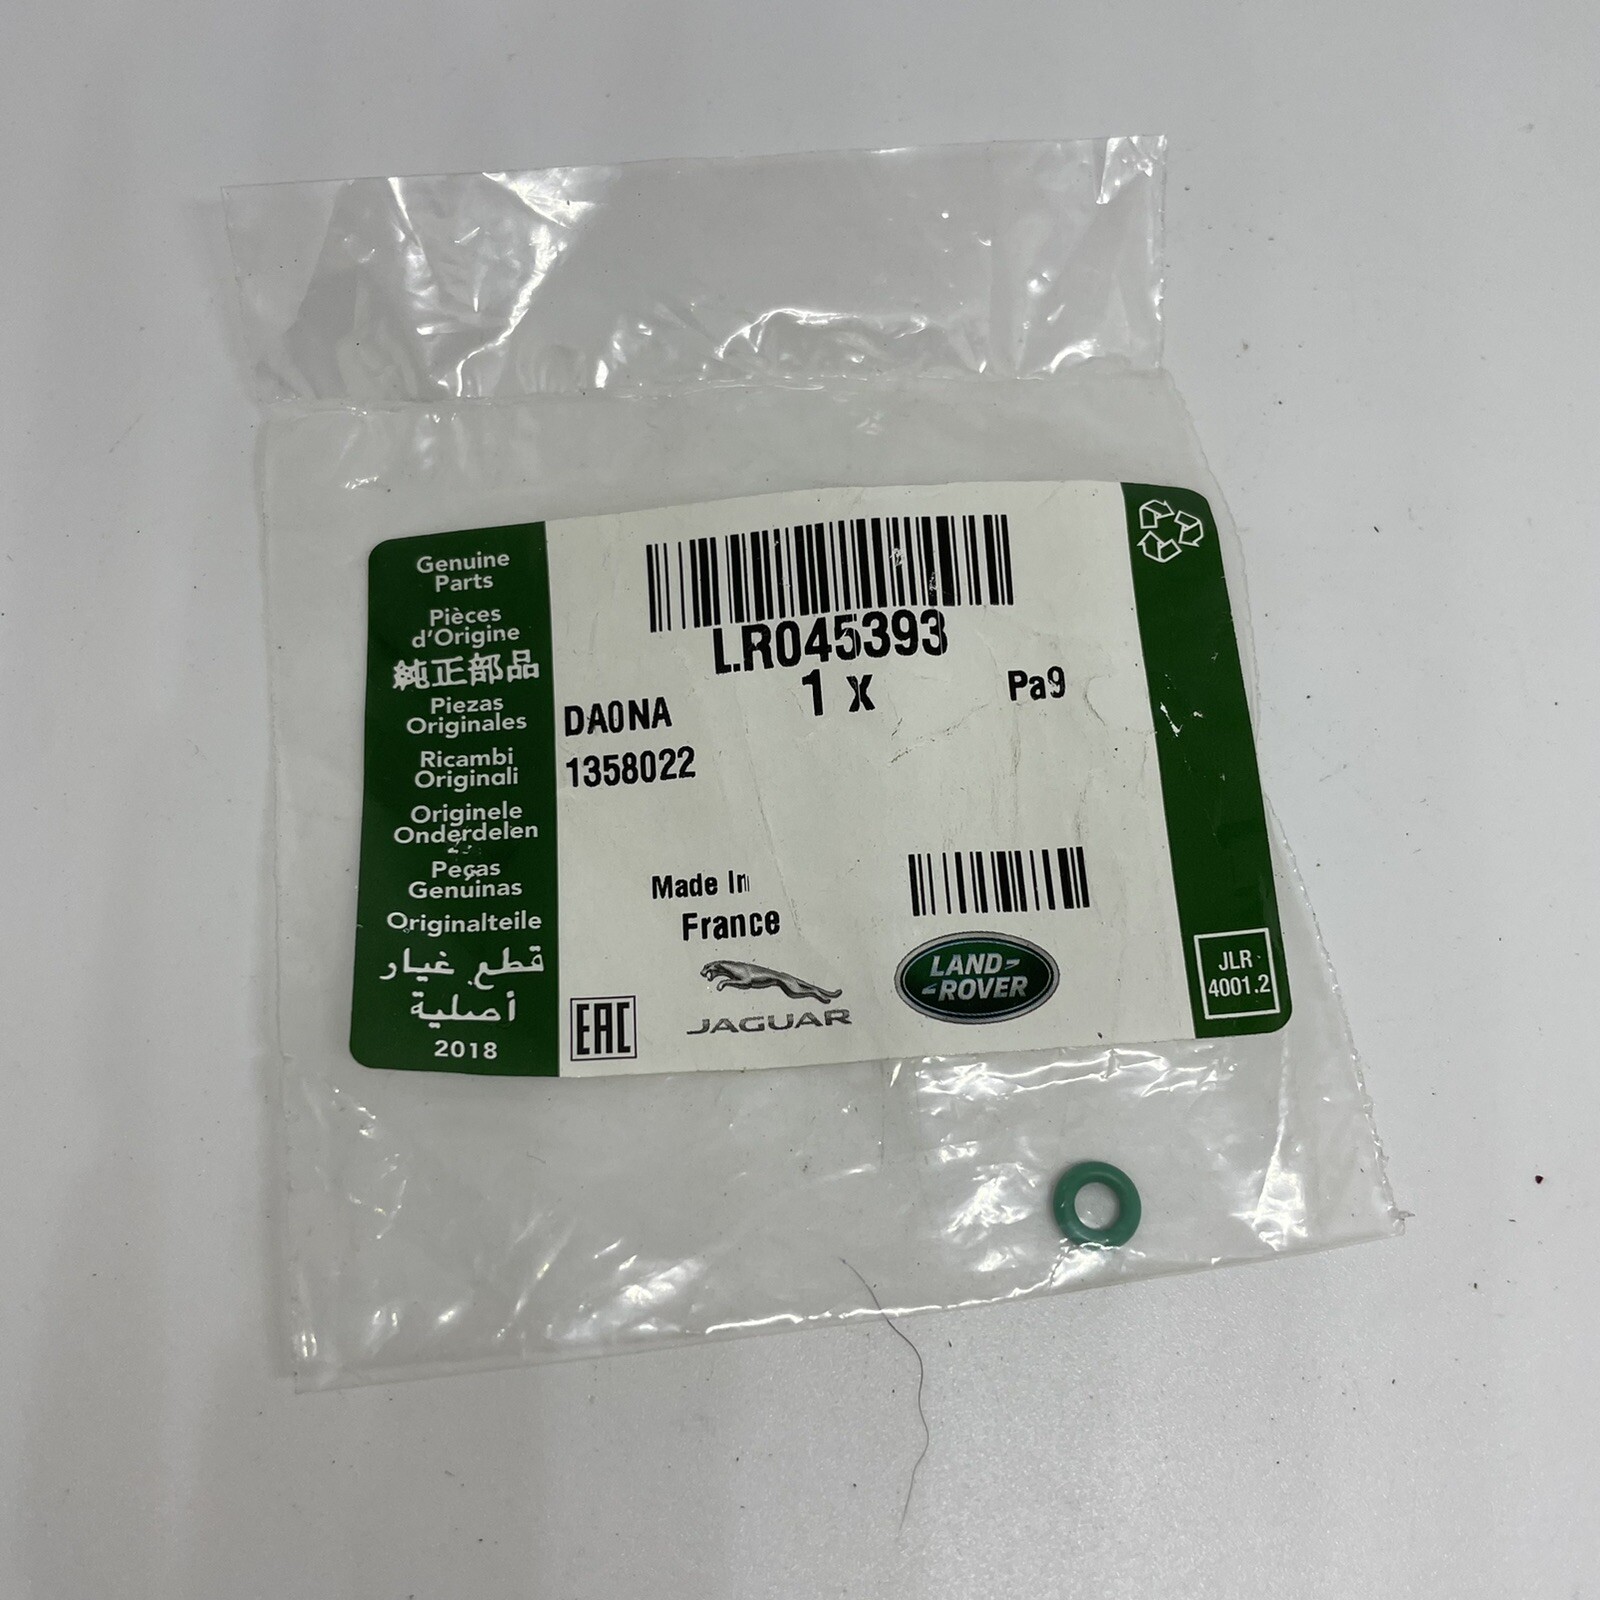 Genuine
Parts
Pièces
d'Origine
純正部品
Piezas
Originales
Ricambi
Originali
Originele
Onderdelen
Peças
Genuínas
Originalteile
قطع غيار
أصلية
2018
LR045393
1 x
Pa9
DA0NA
1358022
Made In
France
EAC
JAGUAR
LAND-
-ROVER
JLR
4001.2